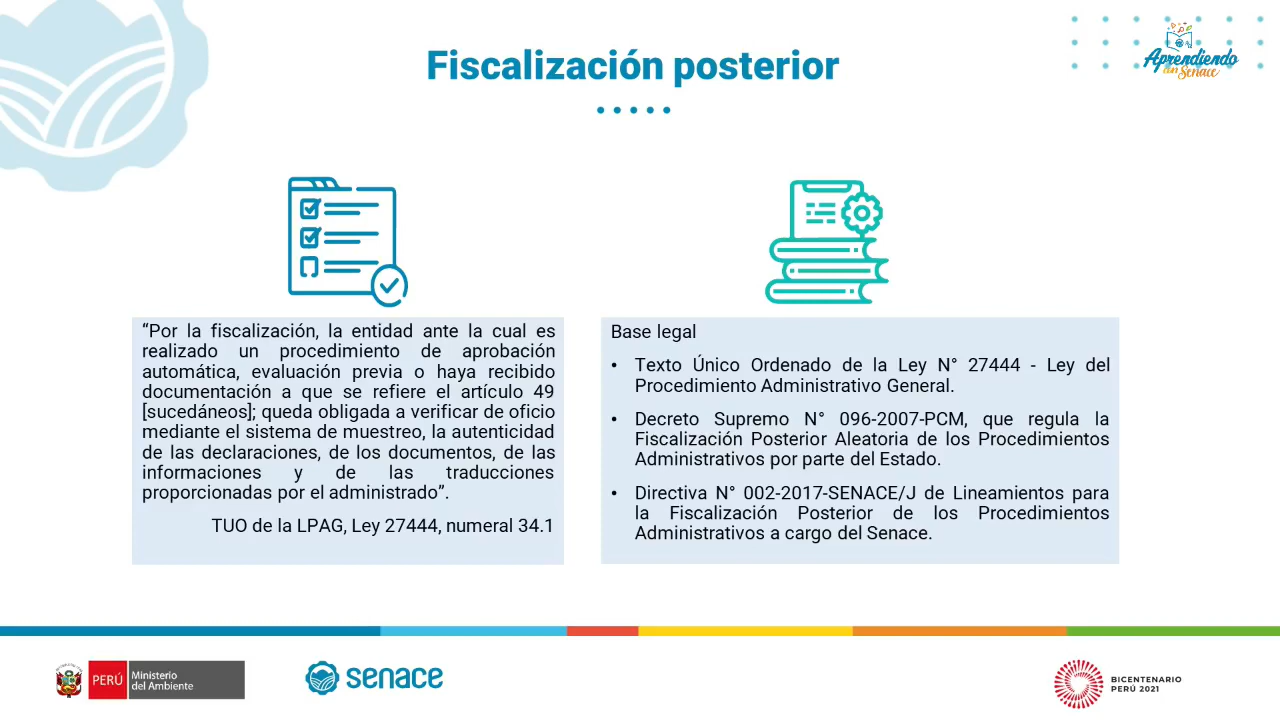 Fiscalización posterior
Aprendiendo
con Senace
“Por la fiscalización, la entidad ante la cual es
realizado un procedimiento de aprobación
automática, evaluación previa o haya recibido
documentación a que se refiere el artículo 49
[sucedáneos]; queda obligada a verificar de oficio
mediante el sistema de muestreo, la autenticidad
de las declaraciones, de los documentos, de las
informaciones y de las traducciones
proporcionadas por el administrado”.
TUO de la LPAG, Ley 27444, numeral 34.1
Base legal
• Texto Único Ordenado de la Ley N° 27444 - Ley del
Procedimiento Administrativo General.
• Decreto Supremo N° 096-2007-PCM, que regula la
Fiscalización Posterior Aleatoria de los Procedimientos
Administrativos por parte del Estado.
• Directiva N° 002-2017-SENACE/J de Lineamientos para
la Fiscalización Posterior de los Procedimientos
Administrativos a cargo del Senace.
PERÚ
Ministerio
del Ambiente
senace
BICENTENARIO
PERÚ 2021